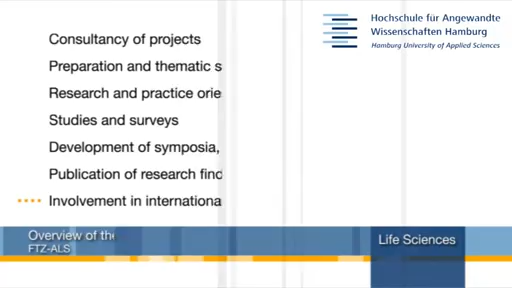 Hochschule für Angewandte
Wissenschaften Hamburg
Hamburg University of Applied Sciences
Consultancy of projects
Preparation and thematic s
Research and practice orie
Studies and surveys
Development of symposia,
Publication of research find
Involvement in internationa
Overview of the
FTZ-ALS
Life Sciences